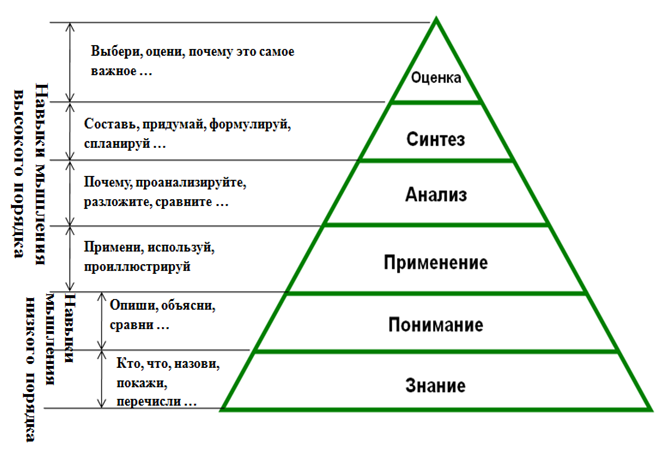 Навыки мышления
высокого порядка
Выбери, оцени, почему это самое
важное ...
Оценка
Составь, придумай, формулируй,
спланируй ...
Синтез
Почему, проанализируйте,
разложите, сравните ...
Анализ
Примени, используй,
проиллюстрируй
Применение
Навыки
мышления
низкого порядка
Опиши, объясни,
сравни ...
Понимание
Кто, что, назови,
покажи,
перечисли ...
Знание